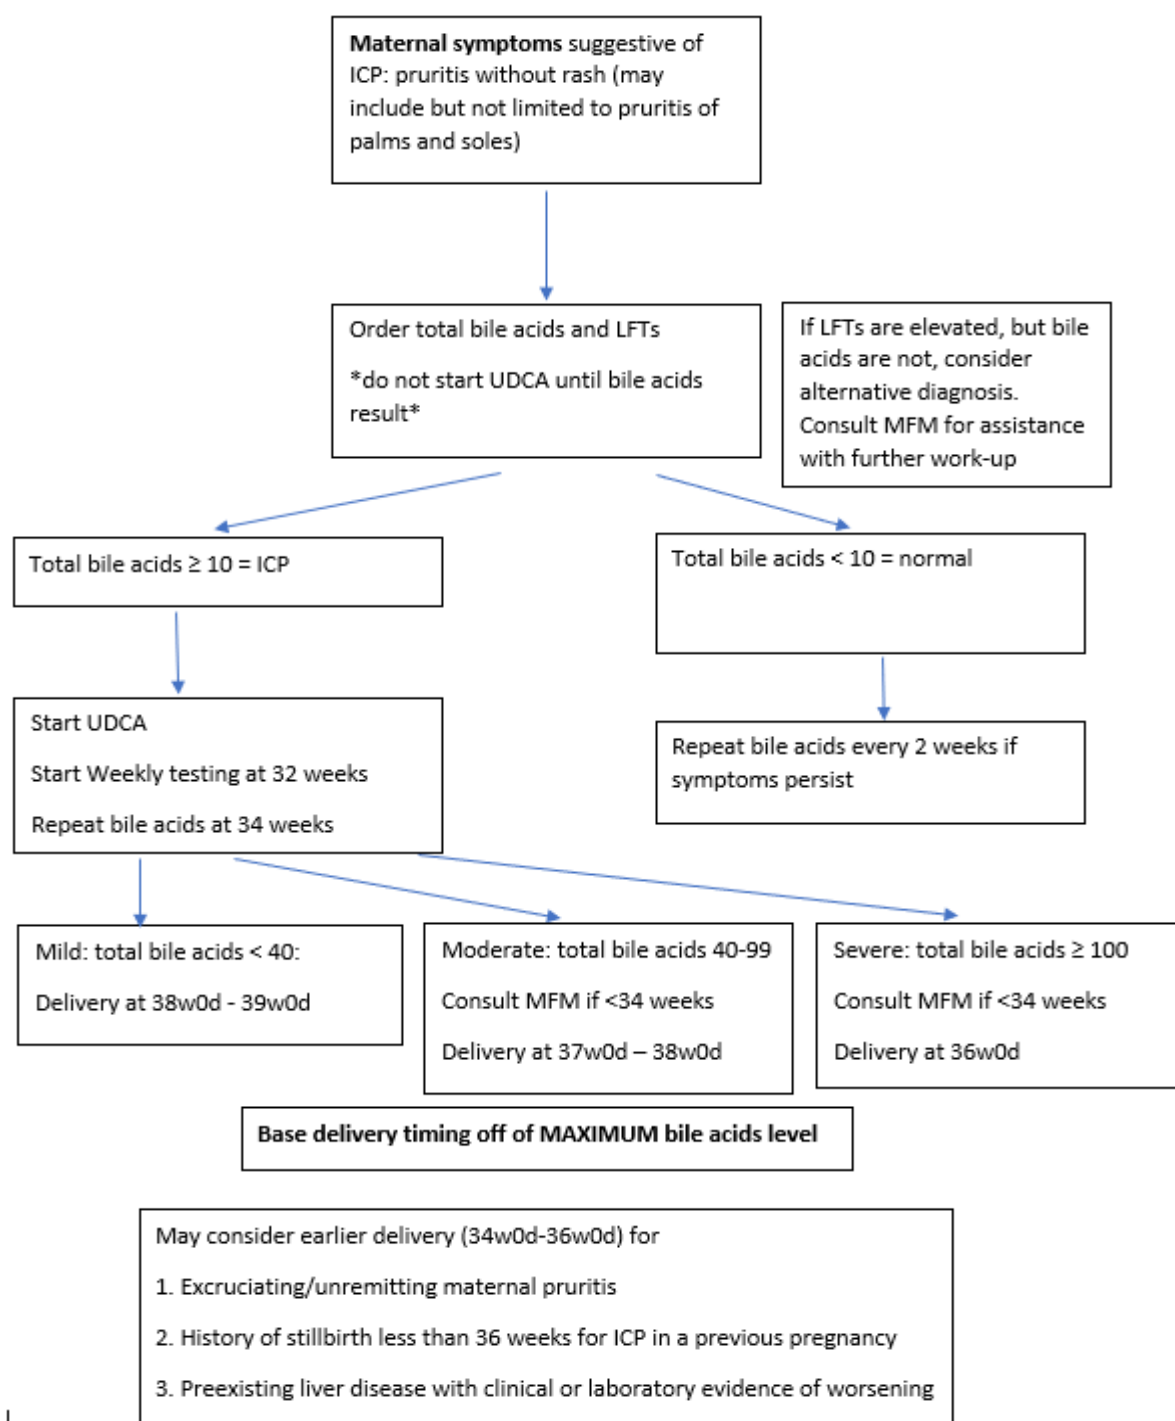 Maternal symptoms suggestive of
ICP: pruritis without rash (may
include but not limited to pruritis of
palms and soles)
Order total bile acids and LFTs
*do not start UDCA until bile acids
result*
If LFTs are elevated, but bile
acids are not, consider
alternative diagnosis.
Consult MFM for assistance
with further work-up
Total bile acids ≥ 10 = ICP
Total bile acids < 10 = normal
Start UDCA
Start Weekly testing at 32 weeks
Repeat bile acids at 34 weeks
Repeat bile acids every 2 weeks if
symptoms persist
Mild: total bile acids < 40:
Delivery at 38w0d - 39w0d
Moderate: total bile acids 40-99
Consult MFM if <34 weeks
Delivery at 37w0d – 38w0d
Severe: total bile acids ≥ 100
Consult MFM if <34 weeks
Delivery at 36w0d
Base delivery timing off of MAXIMUM bile acids level
May consider earlier delivery (34w0d-36w0d) for
1. Excruciating/unremitting maternal pruritis
2. History of stillbirth less than 36 weeks for ICP in a previous pregnancy
3. Preexisting liver disease with clinical or laboratory evidence of worsening